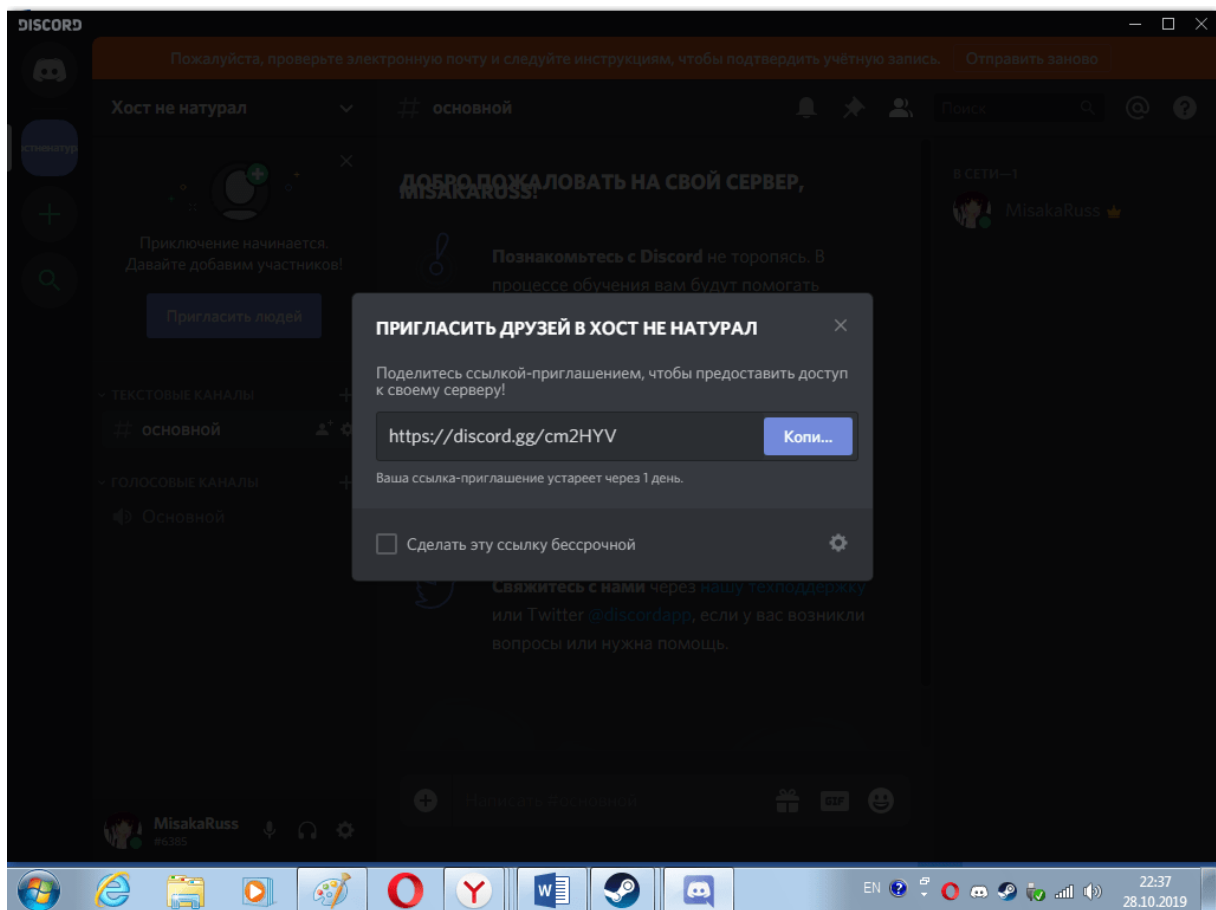 DISCORD
Пожалуйста, проверьте электронную почту и следуйте инструкциям, чтобы подтвердить учётную запись. Отправить заново
Хост не натурал
основной
Поиск
ДОБРО ПОЖАЛОВАТЬ НА СВОЙ СЕРВЕР,
MISAKARUSS!
В СЕТИ—1
MisakaRuss
Приключение начинается.
Давайте добавим участников!
Пригласить людей
Познакомьтесь с Discord не торопясь. В
процессе обучения вам будут помогать
ПРИГЛАСИТЬ ДРУЗЕЙ В ХОСТ НЕ НАТУРАЛ
Поделитесь ссылкой-приглашением, чтобы предоставить доступ
к своему серверу!
https://discord.gg/cm2HYV
Копи...
Ваша ссылка-приглашение устареет через 1 день.
Сделать эту ссылку бессрочной
ТЕКСТОВЫЕ КАНАЛЫ
основной
ГОЛОСОВЫЕ КАНАЛЫ
Основной
Свяжитесь с нами через нашу техподдержку
или Twitter @discordapp, если у вас возникли
вопросы или нужна помощь.
Написать #основной
GIF
MisakaRuss
#6385
EN
22:37
28.10.2019